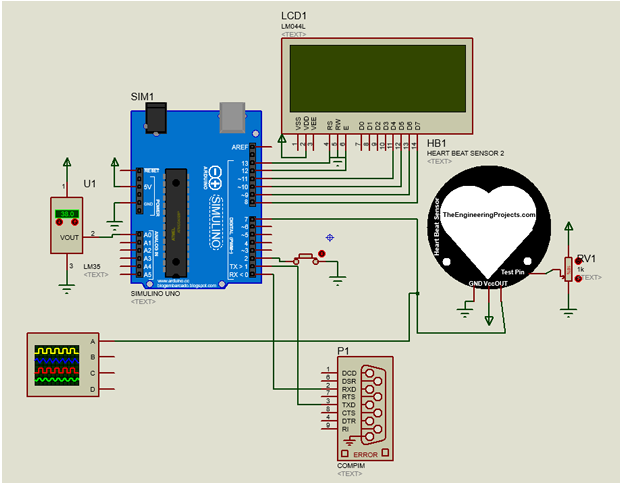 LCD1
LM044L
<TEXT>
VSS VDD VEE RS RW E D0 D1 D2 D3 D4 D5 D6 D7
1 2 3 4 5 6 7 8 9 10 11 12 13 14
SIM1
AREF
RESET
5V
GND
POWER
ARDUINO
SIMULINO
DIGITAL (PWM~)
ANALOG IN
13
12
~11
~10
~9
8
7
~6
~5
4
~3
2
TX > 1
RX < 0
A0
A1
A2
A3
A4
A5
www.arduino.cc
blogembarcado.blogspot.com
SIMULINO UNO
<TEXT>
U1
1
38.0
VOUT
2
3
LM35
<TEXT>
HB1
HEART BEAT SENSOR 2
<TEXT>
Heart Beat Sensor
TheEngineeringProjects.com
Test Pin
GND Vcc OUT
RV1
1k
<TEXT>
A
B
C
D
P1
1 DCD
6 DSR
2 RXD
7 RTS
3 TXD
8 CTS
4 DTR
9 RI
ERROR
COMPIM
<TEXT>